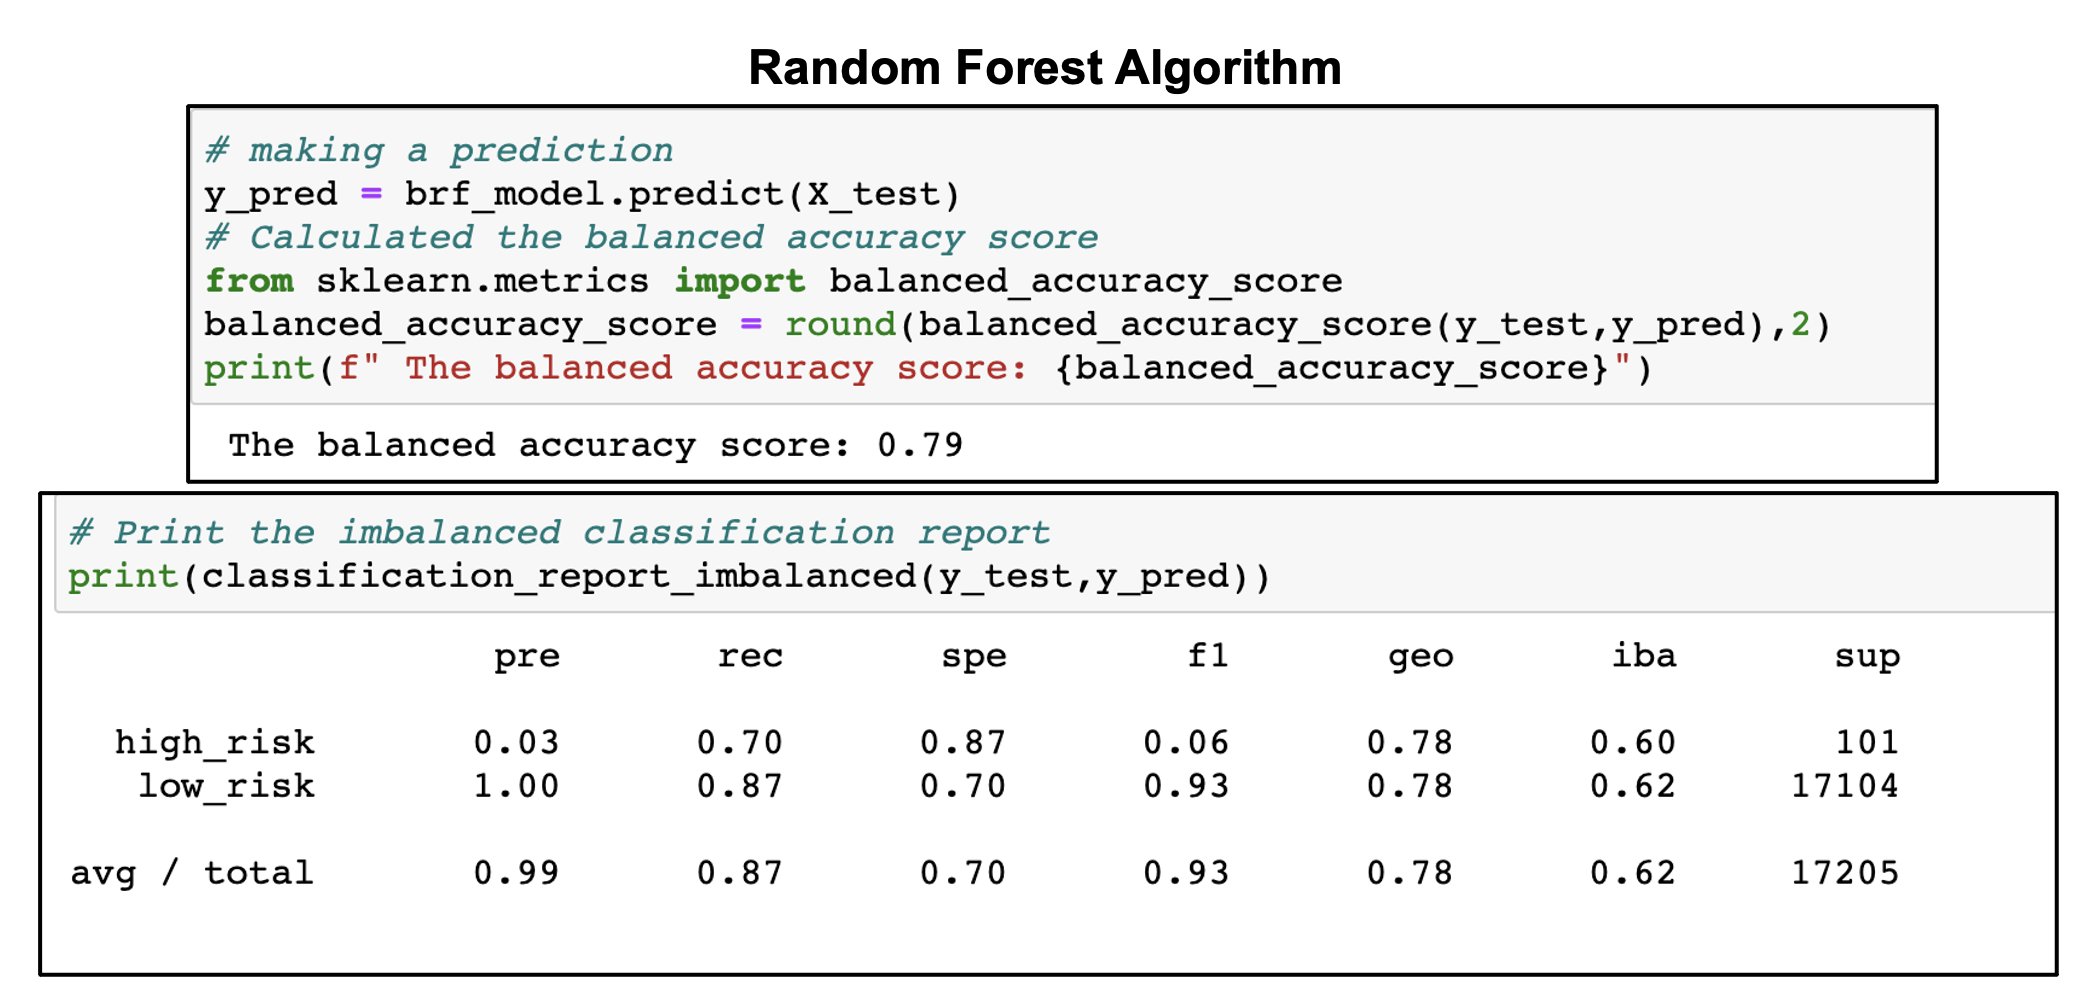 Random Forest Algorithm
# making a prediction
y_pred = brf_model.predict(X_test)
# Calculated the balanced accuracy score
from sklearn.metrics import balanced_accuracy_score
balanced_accuracy_score = round(balanced_accuracy_score(y_test,y_pred),2)
print(f" The balanced accuracy score: {balanced_accuracy_score}")
The balanced accuracy score: 0.79
# Print the imbalanced classification report
print(classification_report_imbalanced(y_test,y_pred))
pre rec spe f1 geo iba sup
high_risk 0.03 0.70 0.87 0.06 0.78 0.60 101
low_risk 1.00 0.87 0.70 0.93 0.78 0.62 17104
avg / total 0.99 0.87 0.70 0.93 0.78 0.62 17205